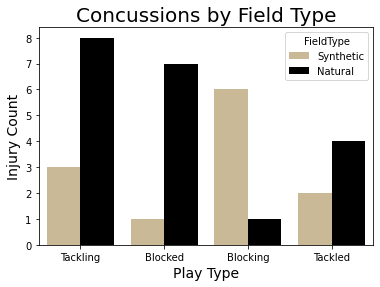 Concussions by Field Type
FieldType
Synthetic
Natural
Injury Count
8
7
6
5
4
3
2
1
0
Tackling Blocked Blocking Tackled
Play Type